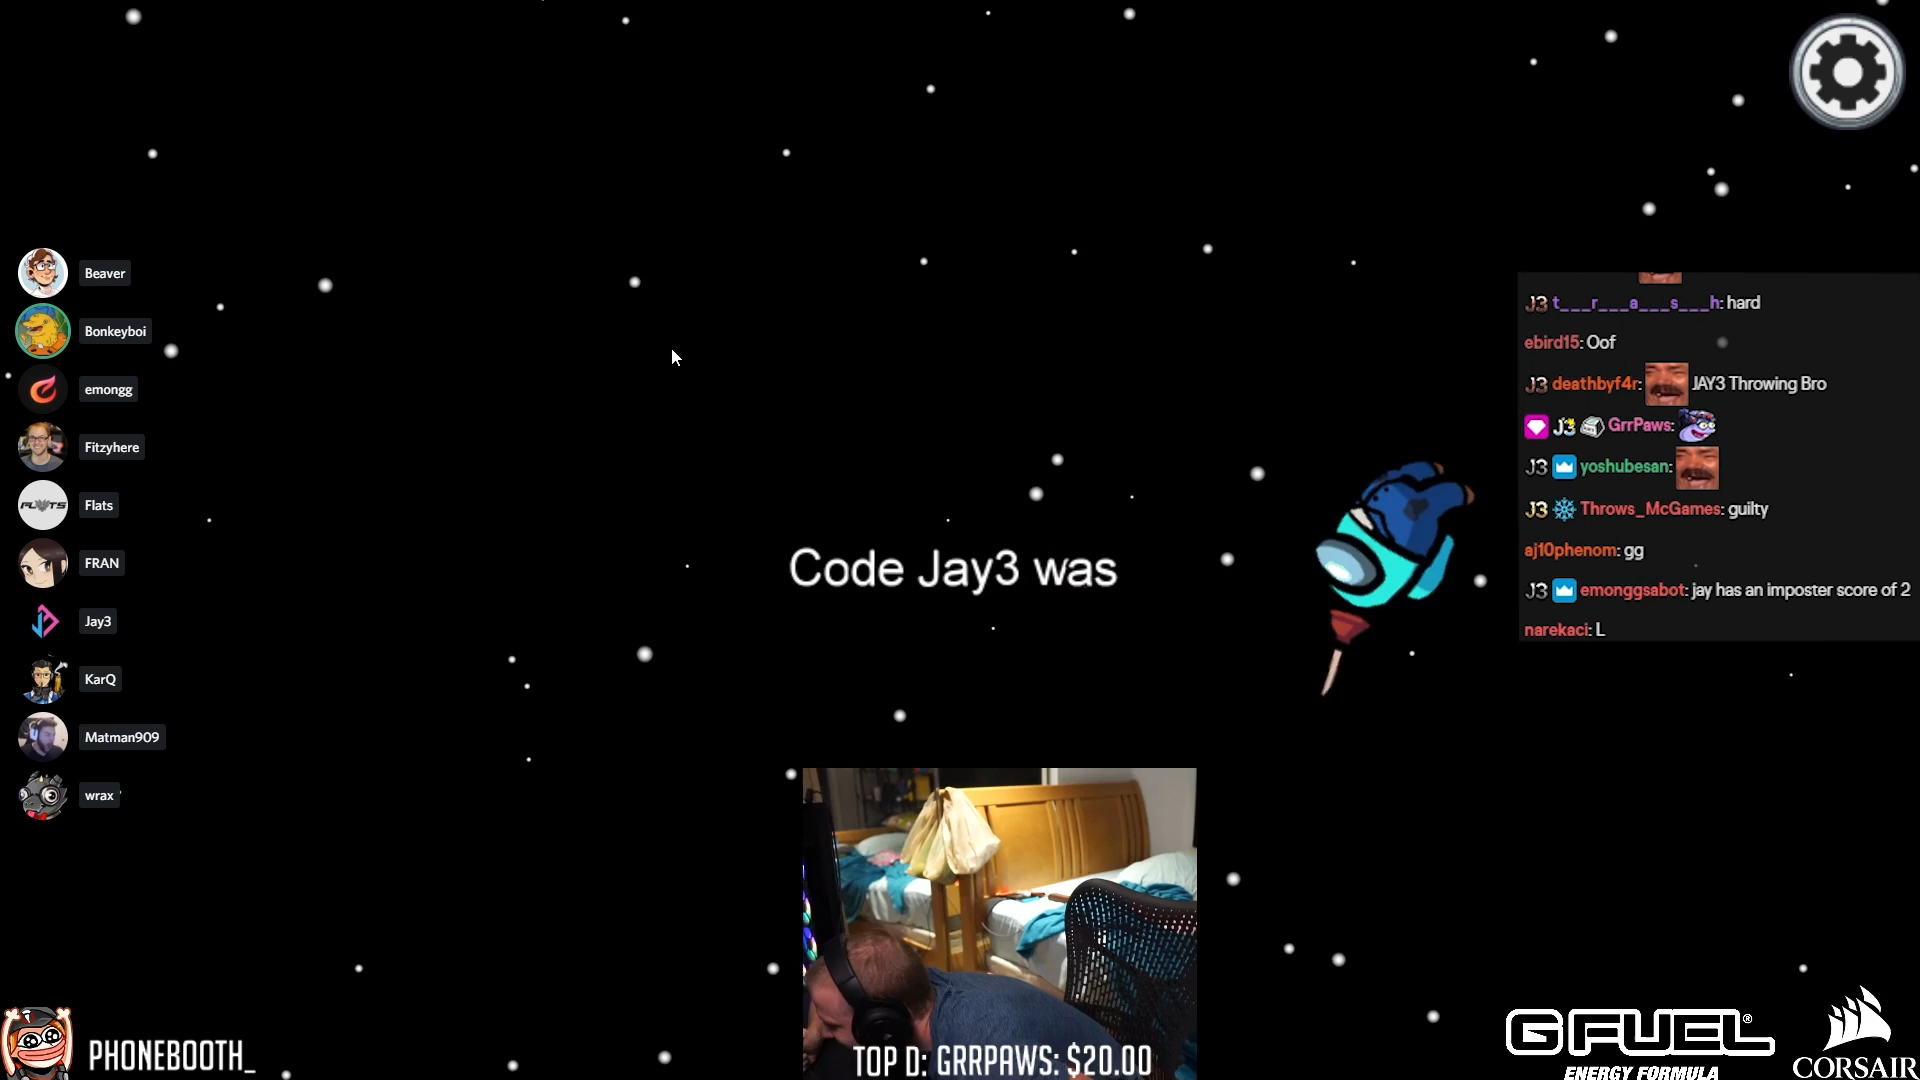 Beaver
Bonkeyboi
emongg
Fitzyhere
FLATS
Flats
FRAN
Jay3
KarQ
Matman909
wrax
Code Jay3 was
J3 t___r___a___s___h: hard
ebird15: Oof
J3 deathbyf4r: JAY3 Throwing Bro
J3 GrrPaws:
J3 yoshubesan:
J3 Throws_McGames: guilty
aj10phenom: gg
J3 emonggsabot: jay has an imposter score of 2
narekaci: L
PHONEBOOTH_
TOP D: GRRPAWS: $20.00
G FUEL®
ENERGY FORMULA
CORSAIR